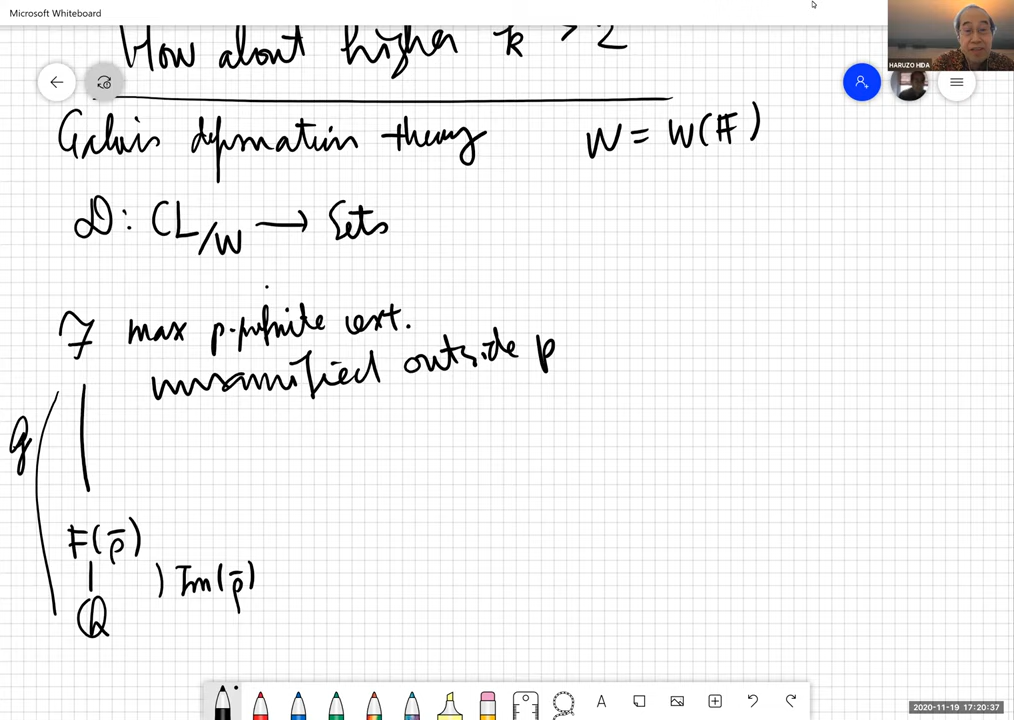 Microsoft Whiteboard
How about higher k > 2
HARUZO HIDA
Galois deformation theory W = W(𝔽)
𝒟: CL/W → Sets
max p-profinite ext.
unramified outside p
F(ρ̄)
| ) Im(ρ̄)
ℚ
A
2020-11-19 17:20:37